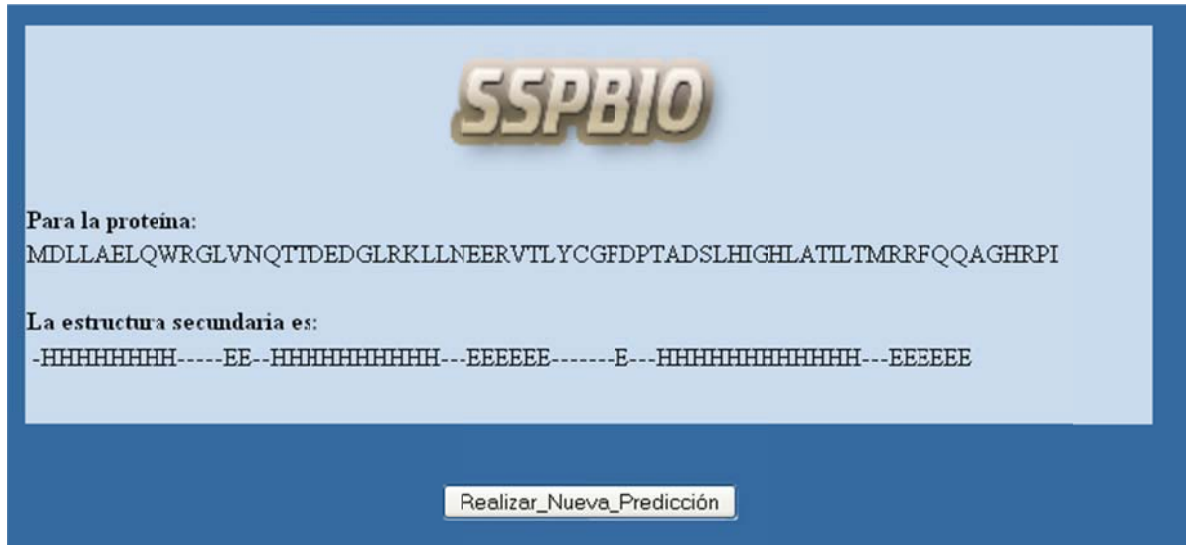 SSPBIO
Para la proteína:
MDLLAELQWRGLVNQTTDEDGLRKLLNEERVTLYCGFDPTADSLHIGHLATILTMRRFQQAGHRPI
La estructura secundaria es:
-HHHHHHHH-----EE--HHHHHHHHHH---EEEEEE-------E---HHHHHHHHHHHH---EEEEEE
Realizar_Nueva_Predicción